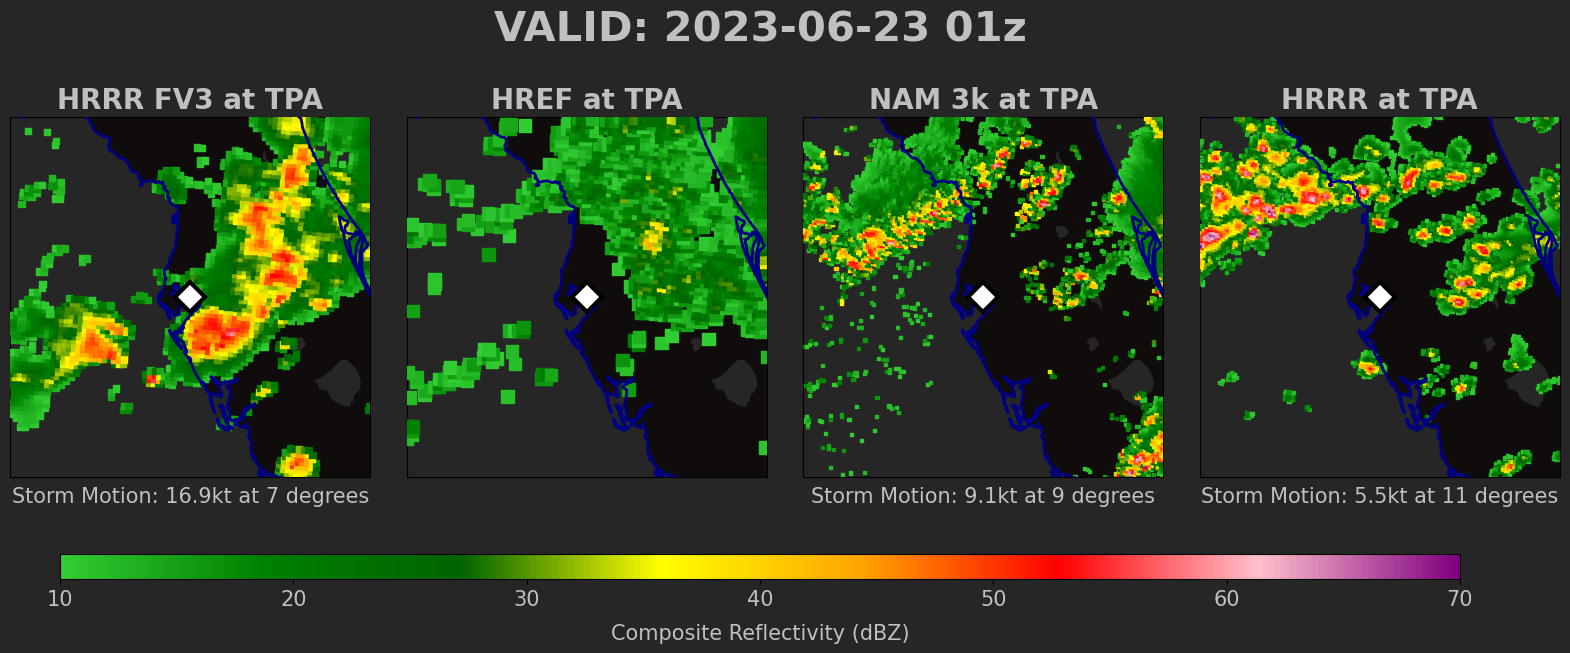 VALID: 2023-06-23 01z
HRRR FV3 at TPA
HREF at TPA
NAM 3k at TPA
HRRR at TPA
Storm Motion: 16.9kt at 7 degrees
Storm Motion: 9.1kt at 9 degrees
Storm Motion: 5.5kt at 11 degrees
10 20 30 40 50 60 70
Composite Reflectivity (dBZ)